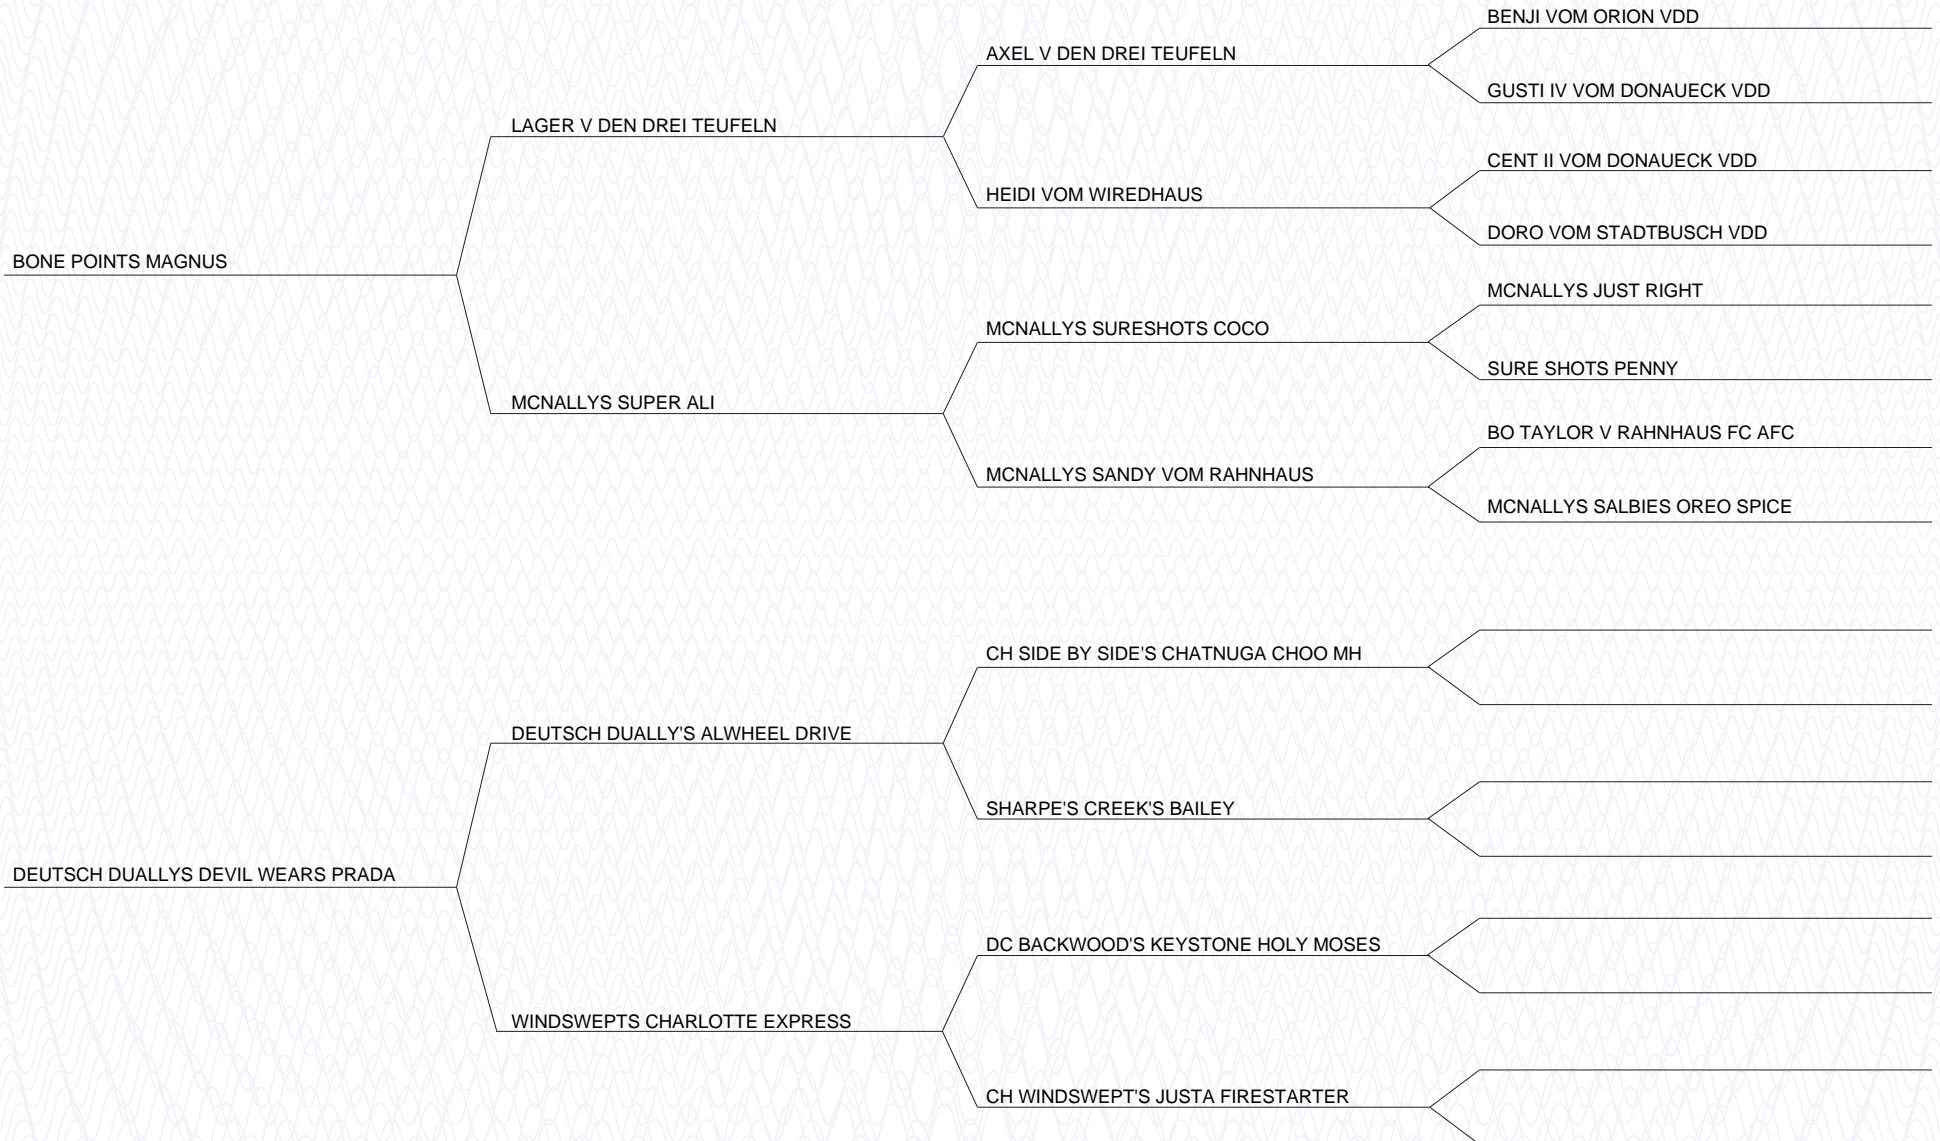 BENJI VOM ORION VDD
AXEL V DEN DREI TEUFELN
GUSTI IV VOM DONAUECK VDD
LAGER V DEN DREI TEUFELN
CENT II VOM DONAUECK VDD
HEIDI VOM WIREDHAUS
DORO VOM STADTBUSCH VDD
BONE POINTS MAGNUS
MCNALLYS JUST RIGHT
MCNALLYS SURESHOTS COCO
SURE SHOTS PENNY
MCNALLYS SUPER ALI
BO TAYLOR V RAHNHAUS FC AFC
MCNALLYS SANDY VOM RAHNHAUS
MCNALLYS SALBIES OREO SPICE
CH SIDE BY SIDE'S CHATNUGA CHOO MH
DEUTSCH DUALLY'S ALWHEEL DRIVE
SHARPE'S CREEK'S BAILEY
DEUTSCH DUALLYS DEVIL WEARS PRADA
DC BACKWOOD'S KEYSTONE HOLY MOSES
WINDSWEPTS CHARLOTTE EXPRESS
CH WINDSWEPT'S JUSTA FIRESTARTER